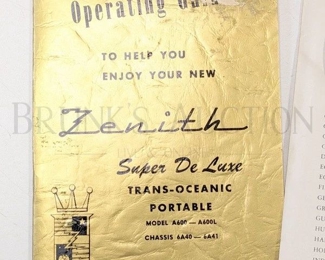 Operating Guide
TO HELP YOU
ENJOY YOUR NEW
Zenith
Super De Luxe
TRANS-OCEANIC
PORTABLE
MODEL A600 — A600L
CHASSIS 6A40 — 6A41